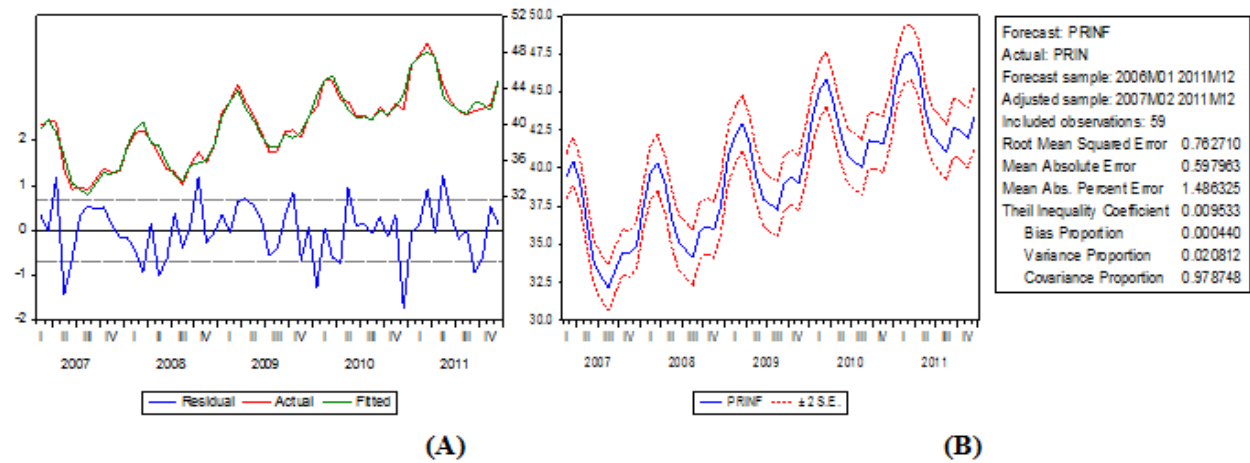 52
48
44
40
36
32
2
1
0
-1
-2
I II III IV I II III IV I II III IV I II III IV I II III IV
2007 2008 2009 2010 2011
Residual Actual Fitted
(A)
50.0
47.5
45.0
42.5
40.0
37.5
35.0
32.5
30.0
I II III IV I II III IV I II III IV I II III IV I II III IV
2007 2008 2009 2010 2011
PRINF ± 2 S.E.
(B)
Forecast: PRINF
Actual: PRIN
Forecast sample: 2006M01 2011M12
Adjusted sample: 2007M02 2011M12
Included observations: 59
Root Mean Squared Error 0.762710
Mean Absolute Error 0.597963
Mean Abs. Percent Error 1.486325
Theil Inequality Coefficient 0.009533
Bias Proportion 0.000440
Variance Proportion 0.020812
Covariance Proportion 0.978748